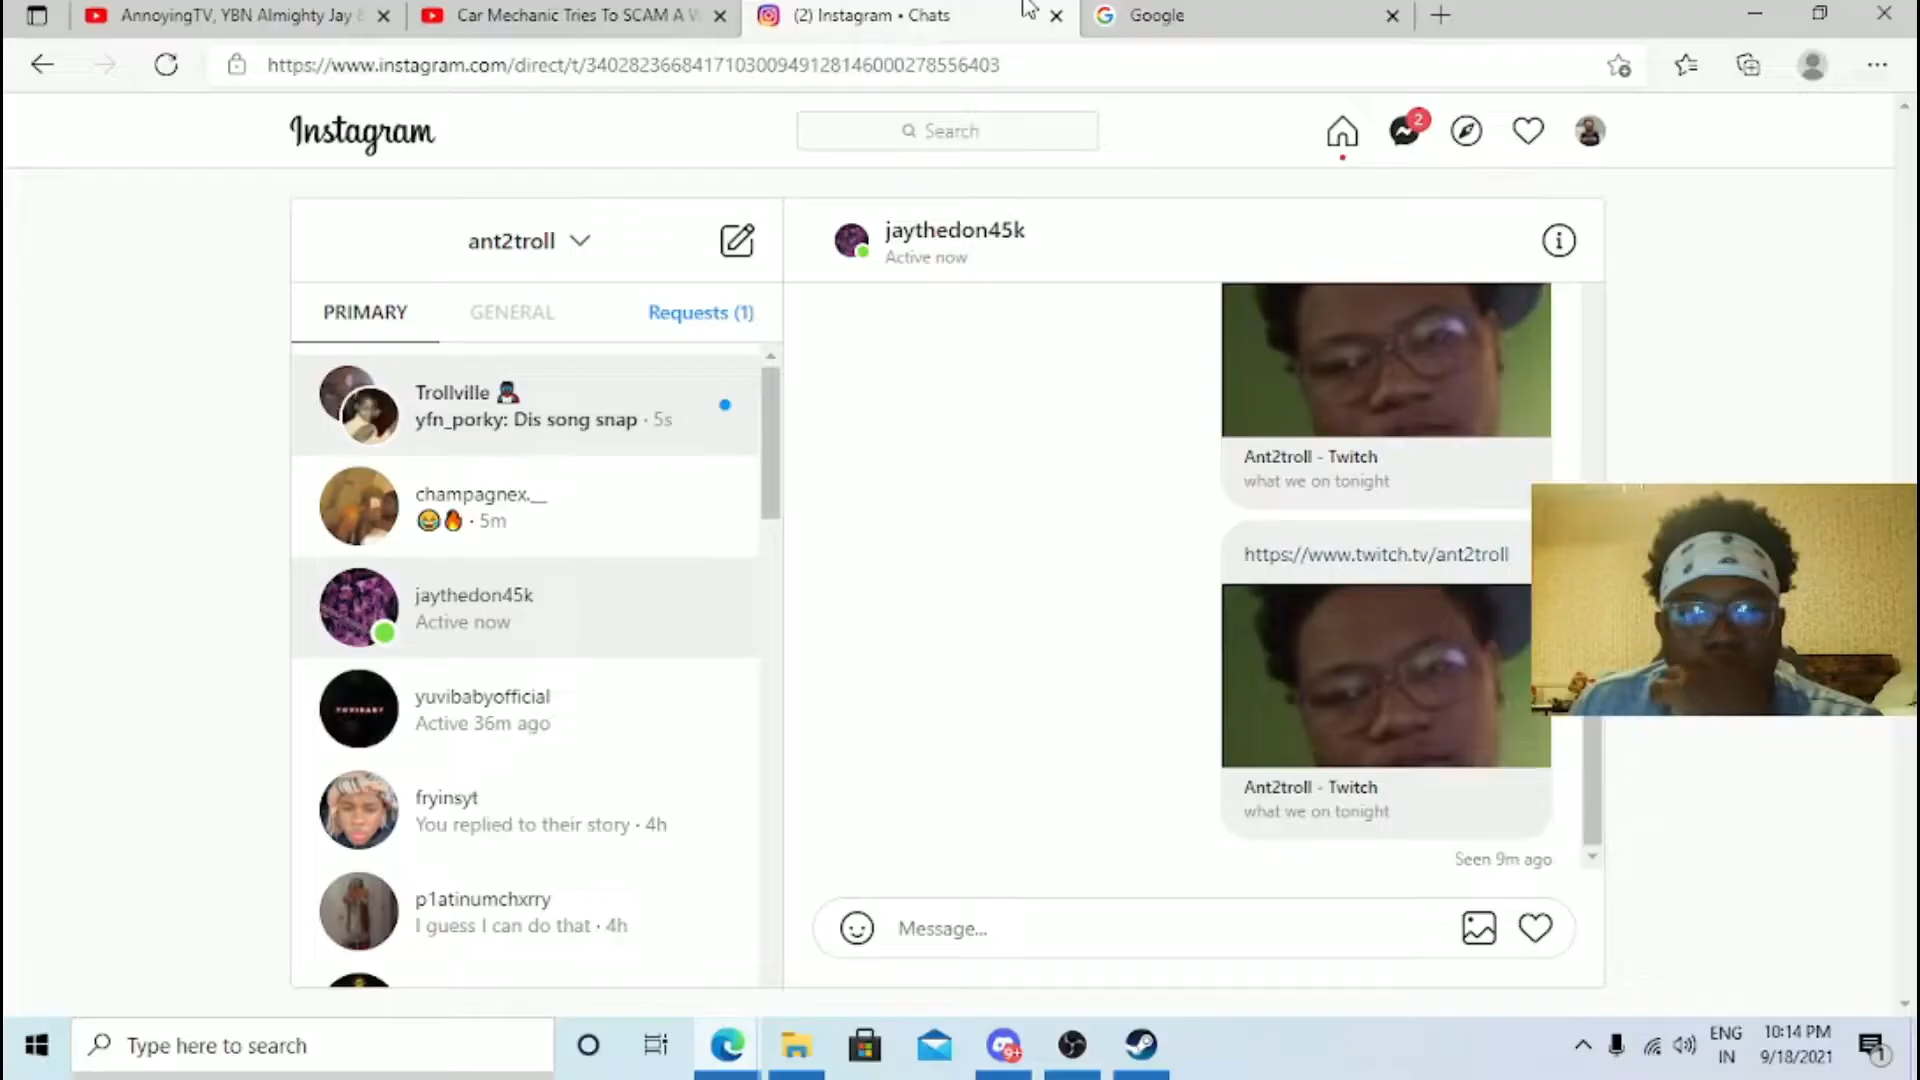 AnnoyingTV, YBN Almighty Jay &
Car Mechanic Tries To SCAM A W
(2) Instagram • Chats
Google
https://www.instagram.com/direct/t/340282366841710300949128146000278556403
Instagram
Search
2
ant2troll
jaythedon45k
Active now
PRIMARY
GENERAL
Requests (1)
Trollville
yfn_porky: Dis song snap · 5s
champagnex.__
😂🔥 · 5m
jaythedon45k
Active now
yuvibabyofficial
Active 36m ago
YUVIBABY
fryinsyt
You replied to their story · 4h
p1atinumchxrry
I guess I can do that · 4h
Ant2troll - Twitch
what we on tonight
https://www.twitch.tv/ant2troll
Ant2troll - Twitch
what we on tonight
Seen 9m ago
Message...
Type here to search
9+
ENG
IN
10:14 PM
9/18/2021
1